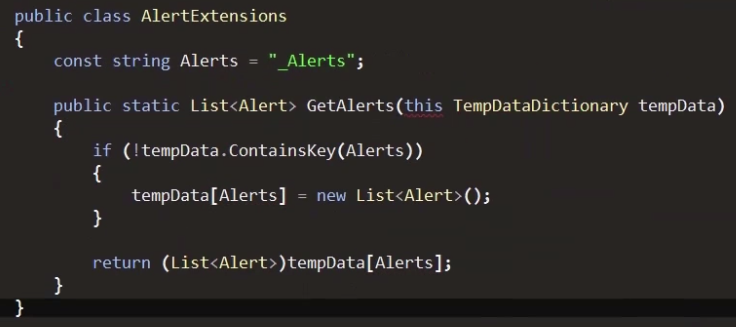 public class AlertExtensions
{
    const string Alerts = "_Alerts";

    public static List<Alert> GetAlerts(this TempDataDictionary tempData)
    {
        if (!tempData.ContainsKey(Alerts))
        {
            tempData[Alerts] = new List<Alert>();
        }

        return (List<Alert>)tempData[Alerts];
    }
}